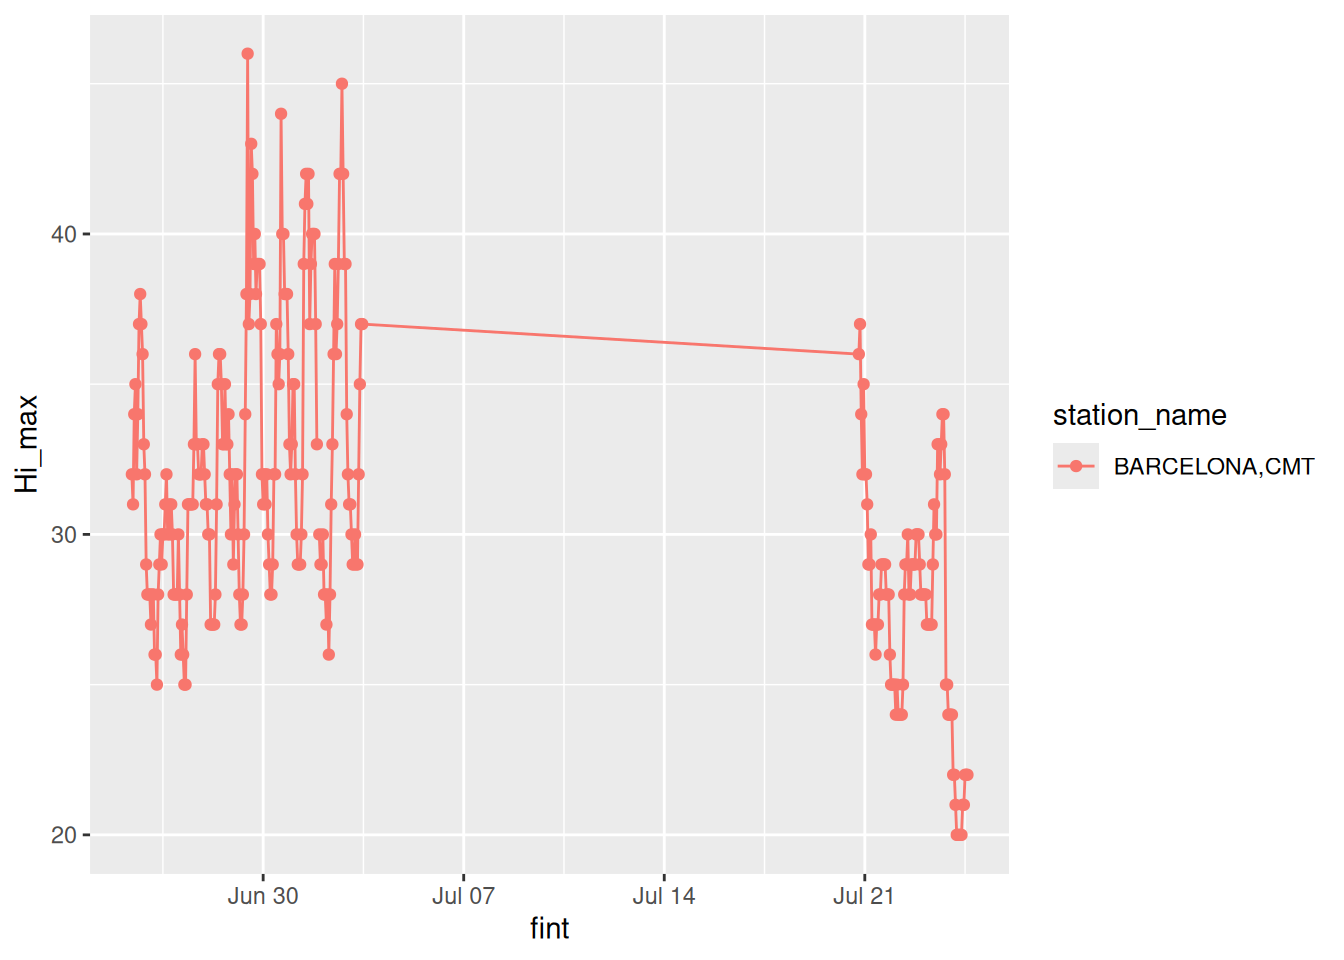 Hi_max
40
30
20
Jun 30
Jul 07
Jul 14
Jul 21
fint
station_name
BARCELONA,CMT